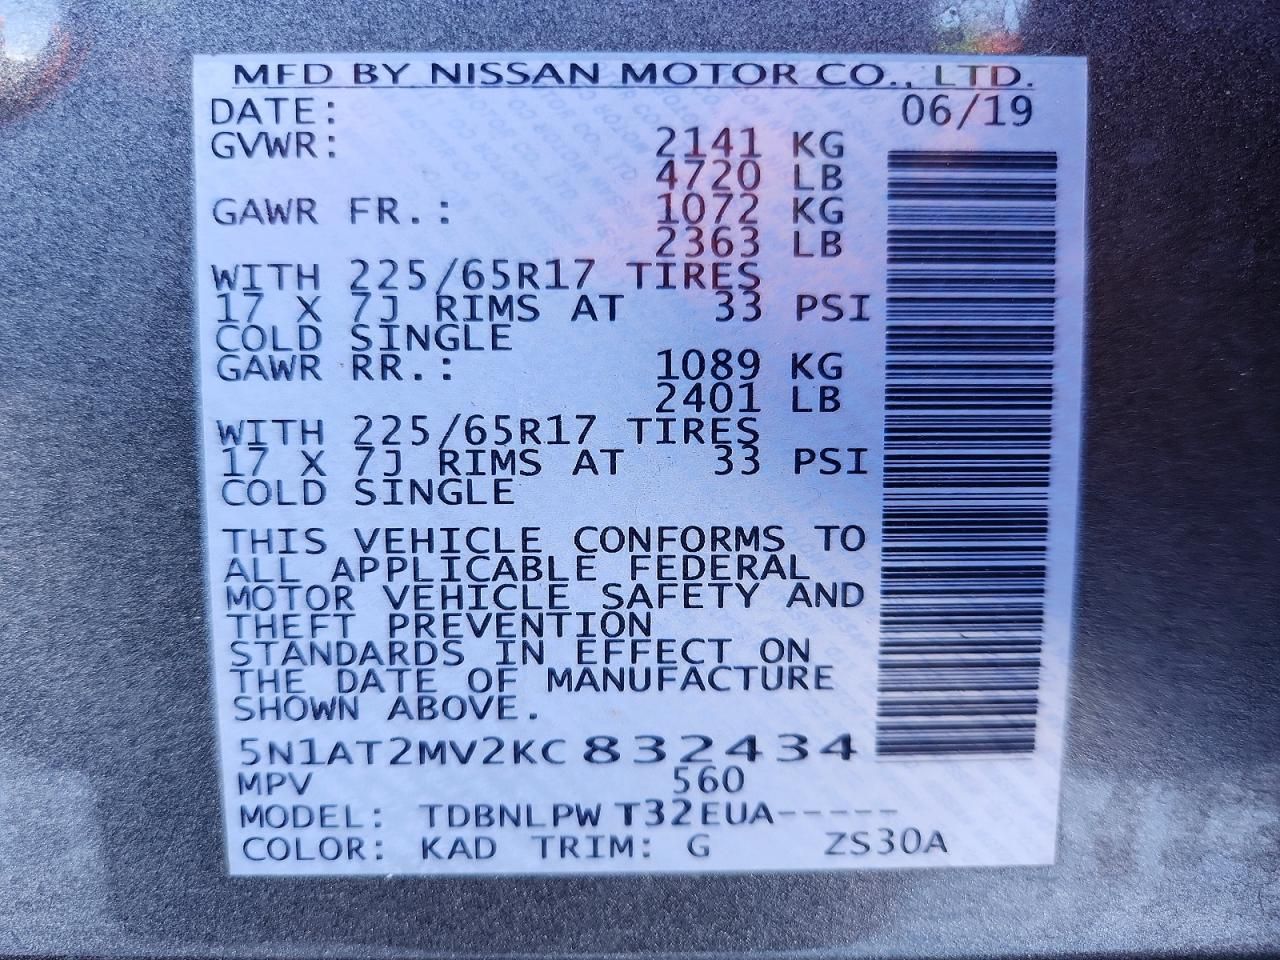 MFD BY NISSAN MOTOR CO., LTD.
DATE: 06/19
GVWR: 2141 KG
4720 LB
GAWR FR.: 1072 KG
2363 LB
WITH 225/65R17 TIRES
17 X 7J RIMS AT 33 PSI
COLD SINGLE
GAWR RR.: 1089 KG
2401 LB
WITH 225/65R17 TIRES
17 X 7J RIMS AT 33 PSI
COLD SINGLE
THIS VEHICLE CONFORMS TO
ALL APPLICABLE FEDERAL
MOTOR VEHICLE SAFETY AND
THEFT PREVENTION
STANDARDS IN EFFECT ON
THE DATE OF MANUFACTURE
SHOWN ABOVE.
5N1AT2MV2KC832434
MPV 560
MODEL: TDBNLPW T32EUA-----
COLOR: KAD TRIM: G ZS30A